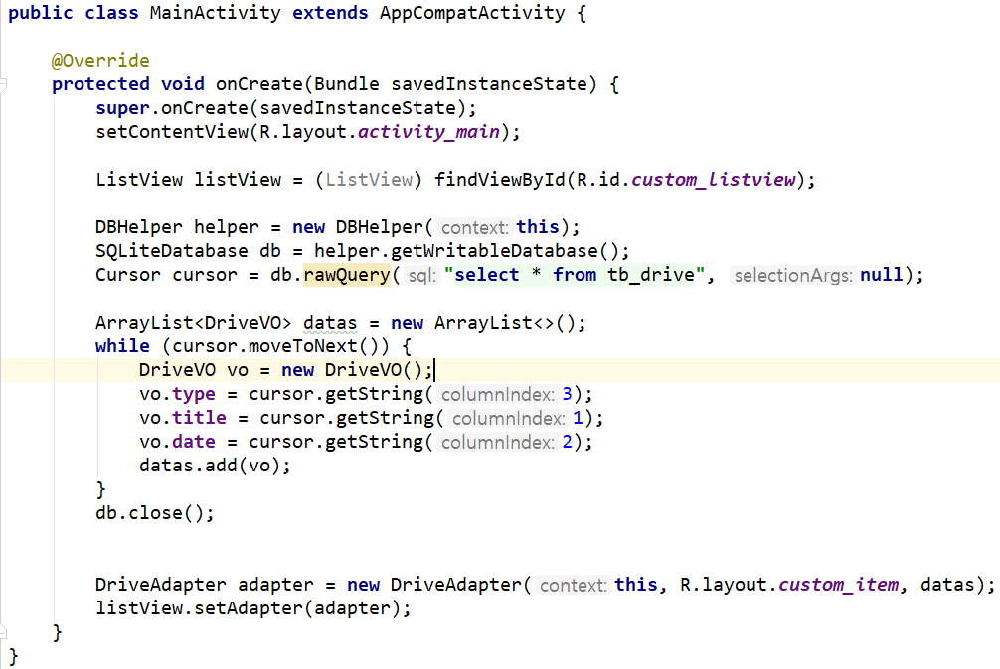 public class MainActivity extends AppCompatActivity {
@Override
protected void onCreate(Bundle savedInstanceState) {
super.onCreate(savedInstanceState);
setContentView(R.layout.activity_main);
ListView listView = (ListView) findViewById(R.id.custom_listview);
DBHelper helper = new DBHelper( context: this);
SQLiteDatabase db = helper.getWritableDatabase();
Cursor cursor = db.rawQuery( sql: "select * from tb_drive", selectionArgs: null);
ArrayList<DriveVO> datas = new ArrayList<>();
while (cursor.moveToNext()) {
DriveVO vo = new DriveVO();
vo.type = cursor.getString( columnIndex: 3);
vo.title = cursor.getString( columnIndex: 1);
vo.date = cursor.getString( columnIndex: 2);
datas.add(vo);
}
db.close();
DriveAdapter adapter = new DriveAdapter( context: this, R.layout.custom_item, datas);
listView.setAdapter(adapter);
}
}